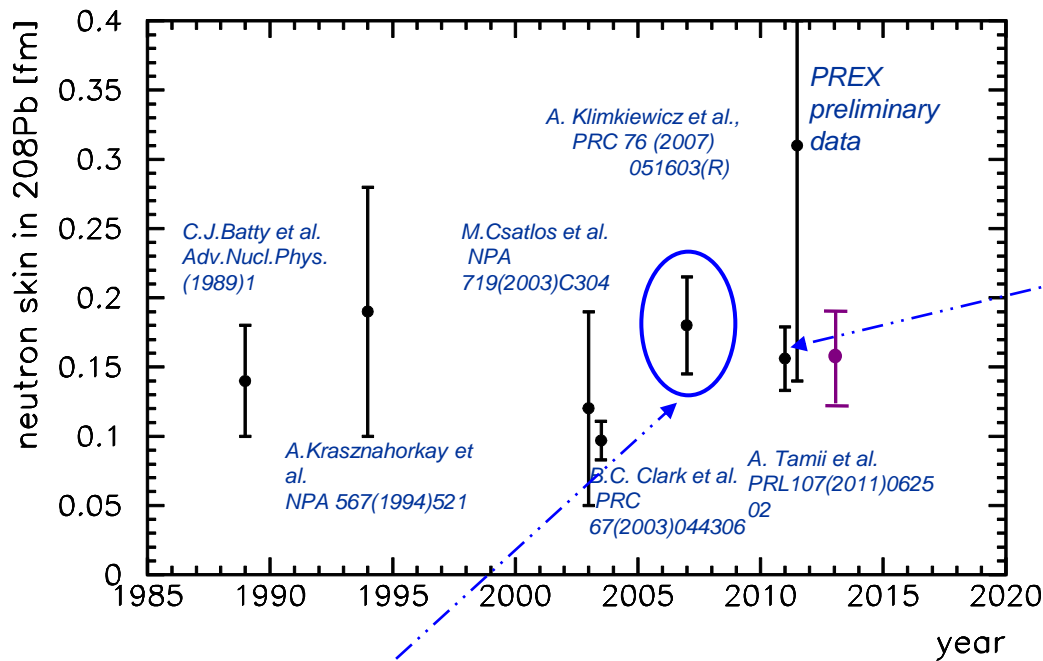 neutron skin in 208Pb [fm]
0.4
0.35
0.3
0.25
0.2
0.15
0.1
0.05
0
PREX
preliminary
data
A. Klimkiewicz et al.,
PRC 76 (2007)
051603(R)
C.J.Batty et al.
Adv.Nucl.Phys.
(1989)1
M.Csatlos et al.
NPA
719(2003)C304
A.Krasznahorkay et
al.
NPA 567(1994)521
B.C. Clark et al.
PRC
67(2003)044306
A. Tamii et al.
PRL107(2011)0625
02
1985 1990 1995 2000 2005 2010 2015 2020
year